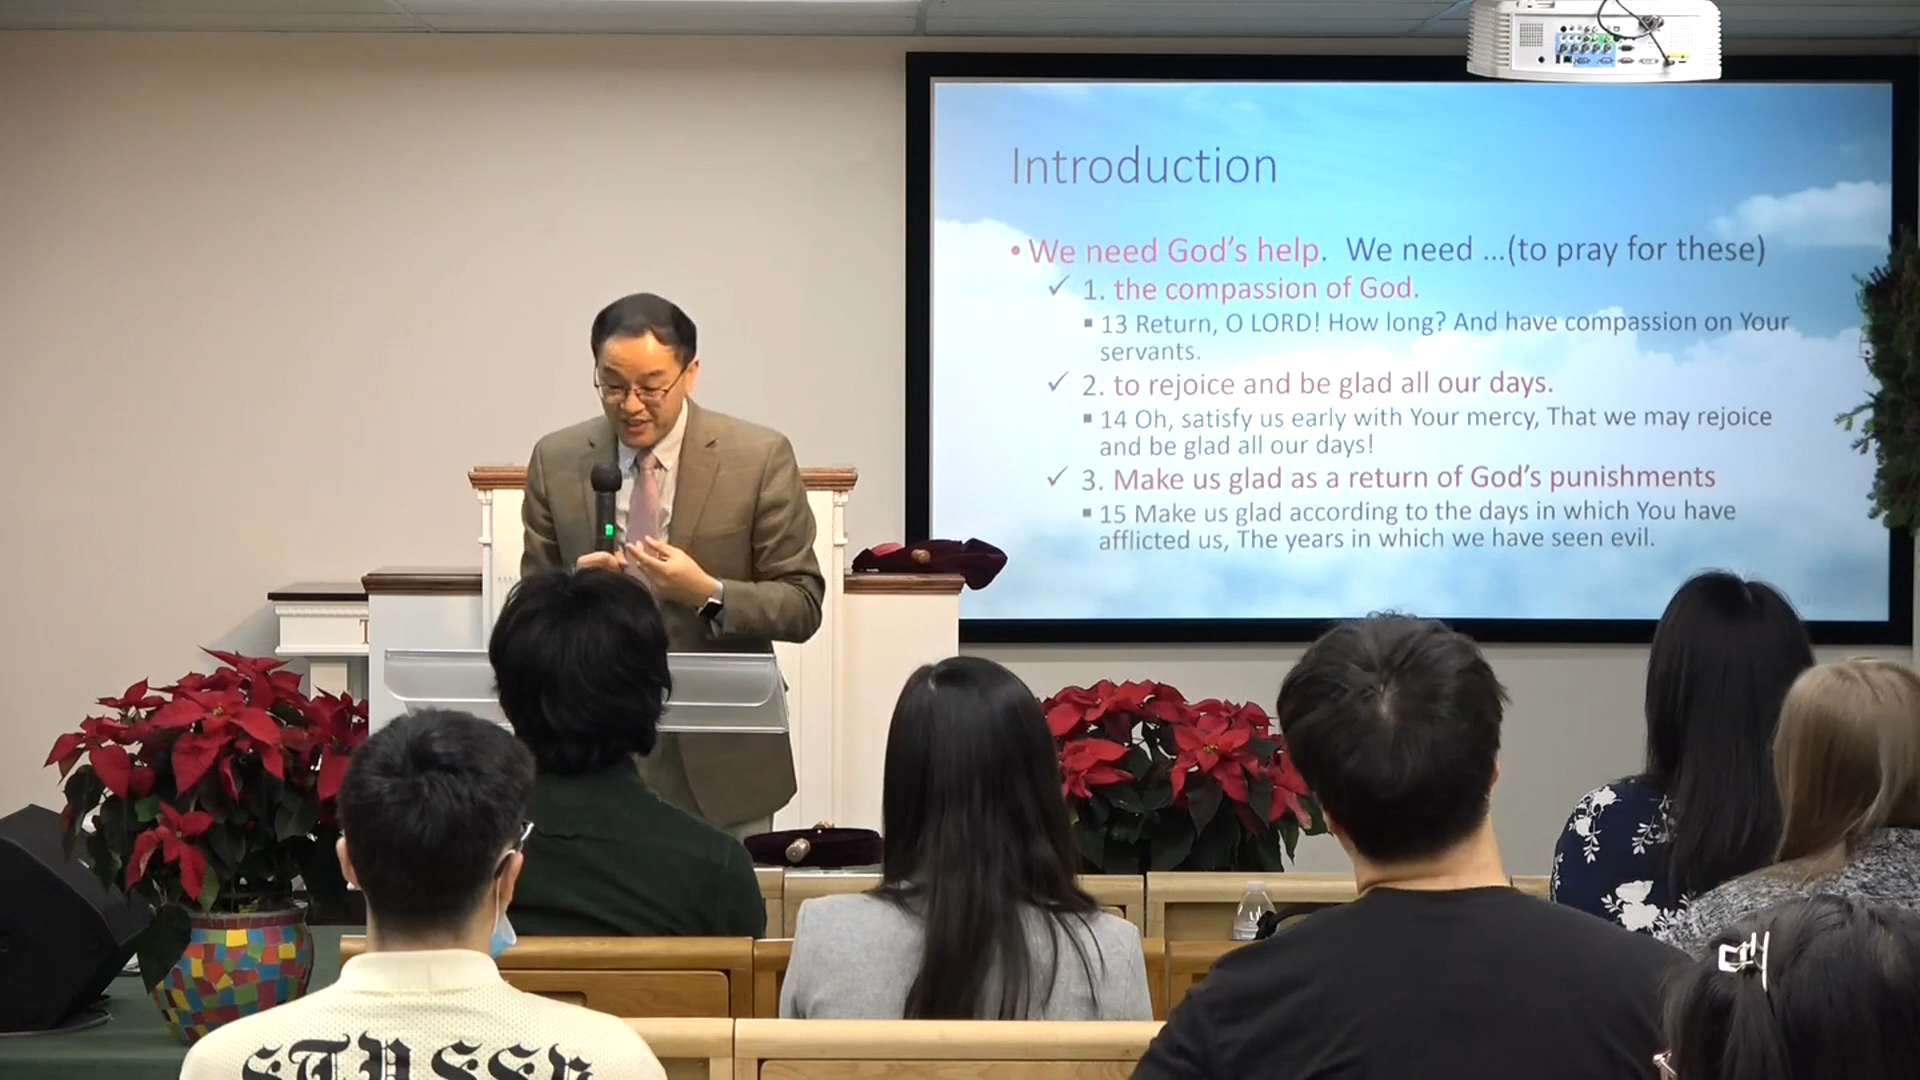 Introduction
• We need God's help. We need ...(to pray for these)
✓ 1. the compassion of God.
▪ 13 Return, O LORD! How long? And have compassion on Your
servants.
✓ 2. to rejoice and be glad all our days.
▪ 14 Oh, satisfy us early with Your mercy, That we may rejoice
and be glad all our days!
✓ 3. Make us glad as a return of God's punishments
▪ 15 Make us glad according to the days in which You have
afflicted us, The years in which we have seen evil.